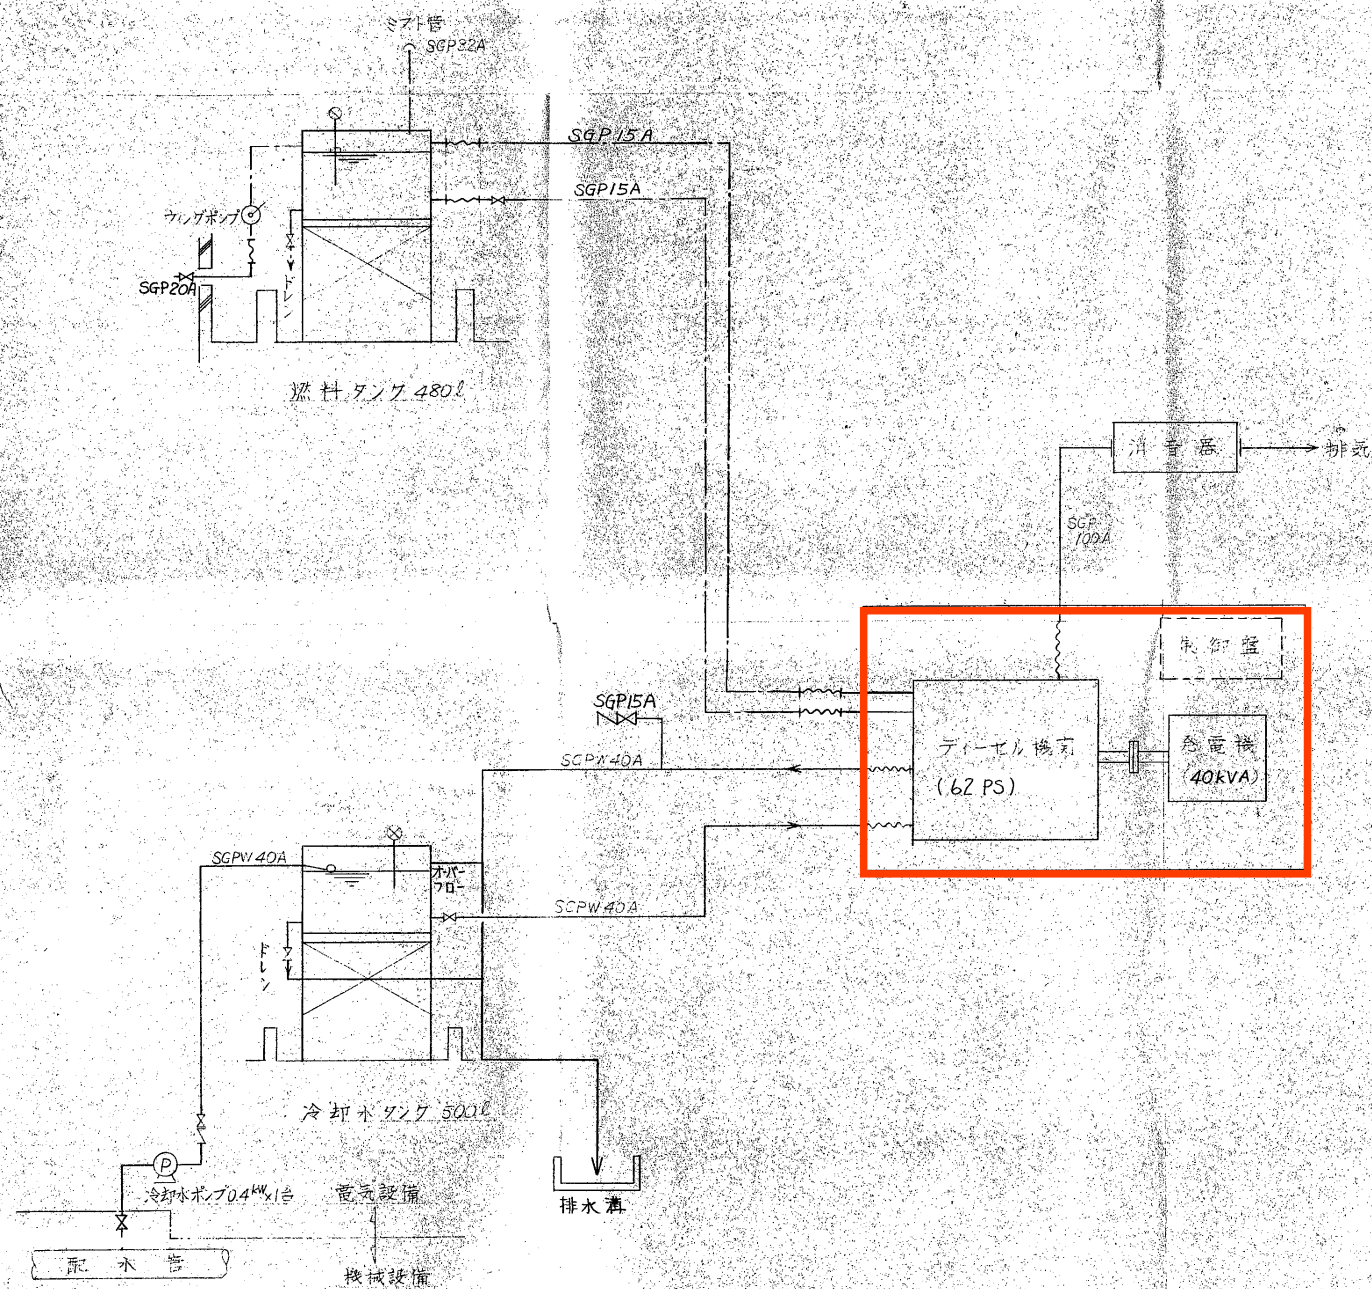 ミスト管
SGP32A
SGP15A
SGP15A
ウィングポンプ
SGP20A
ドレン
燃料タンク 480ℓ
消音器
排気
SGP
100A
制御盤
SGP15A
ディーゼル機関
(62 PS)
発電機
(40kVA)
SGPW40A
SGPW40A
オーバー
フロー
SGPW40A
ドレン
冷却水タンク 500ℓ
P
冷却水ポンプ0.4kW×1台
電気設備
排水溝
配水管
機械設備